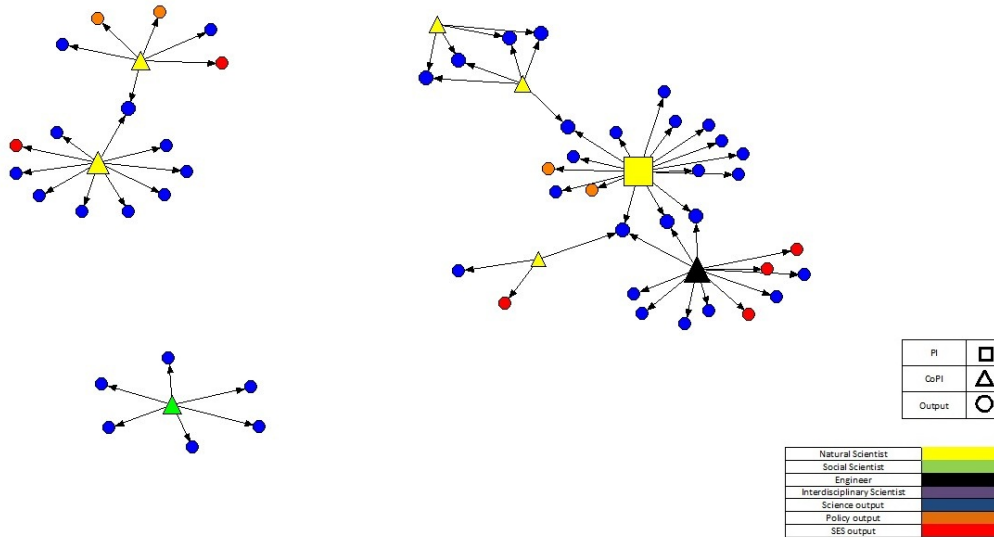 PI
CoPI
Output
Natural Scientist
Social Scientist
Engineer
Interdisciplinary Scientist
Science output
Policy output
SES output